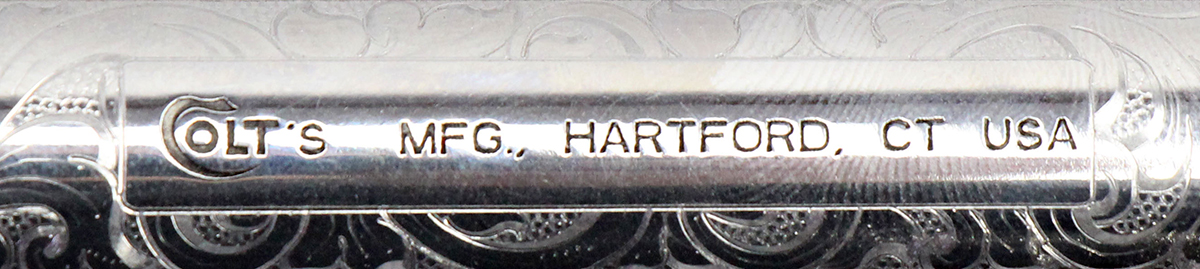 COLT'S MFG., HARTFORD, CT USA